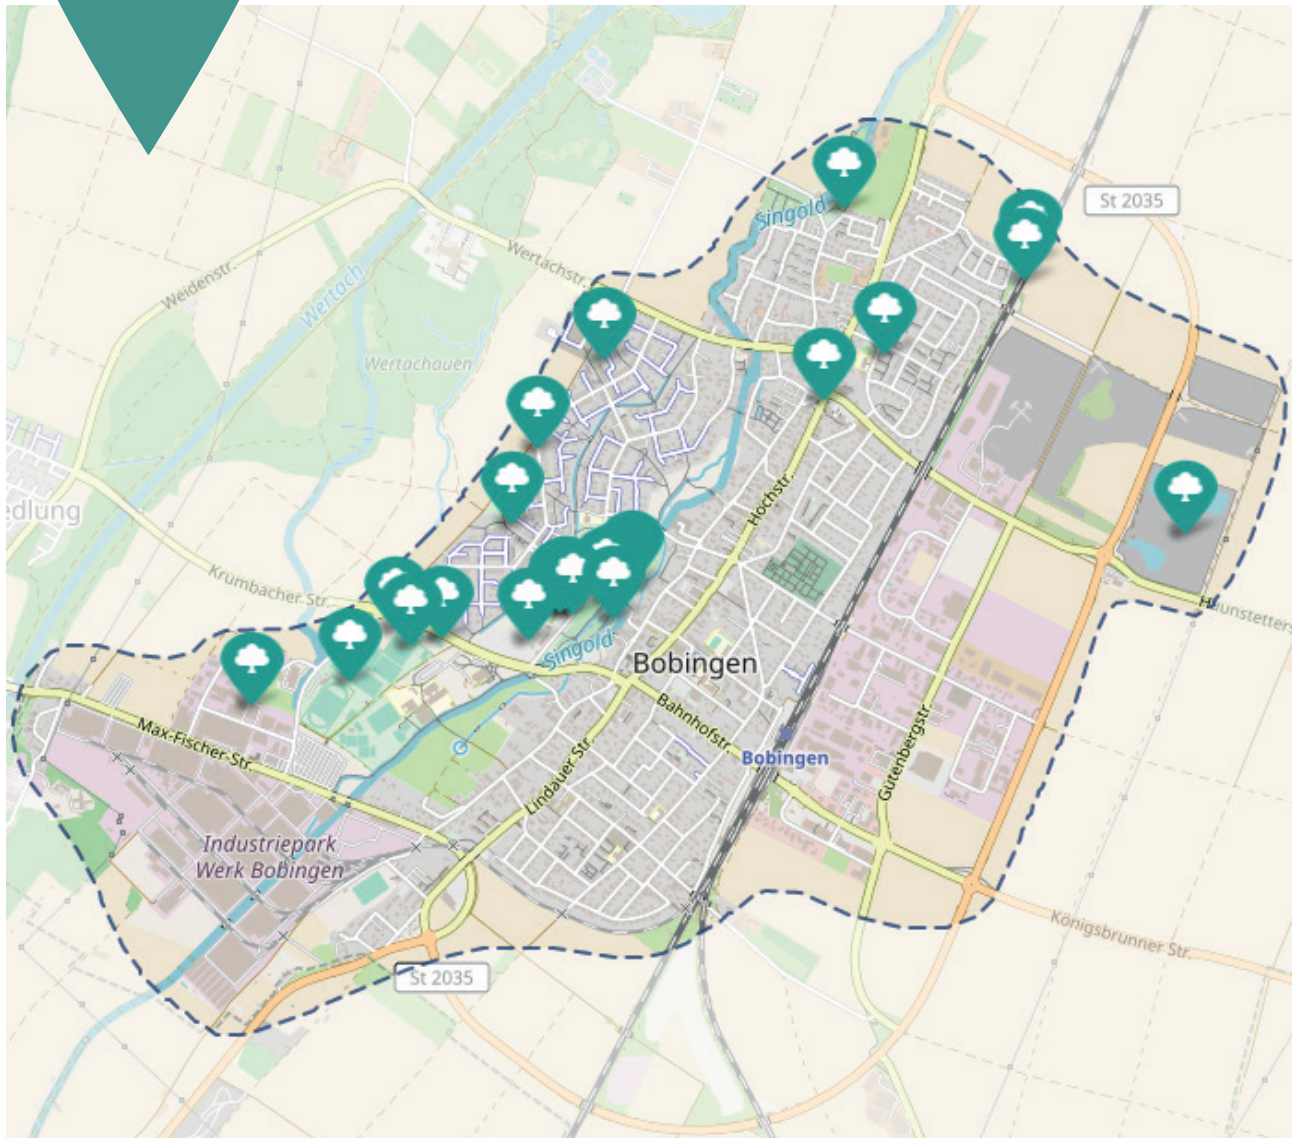 St 2035
Singold
Wertachstr.
Weidenstr.
Wertach
Wertachauen
Hochstr.
edlung
Krumbacher Str.
Haunstetters
Singold
Bobingen
Bahnhofstr.
Max-Fischer-Str.
Lindauer Str.
Bobingen
Gutenbergstr.
Industriepark
Werk Bobingen
Königsbrunner Str.
St 2035